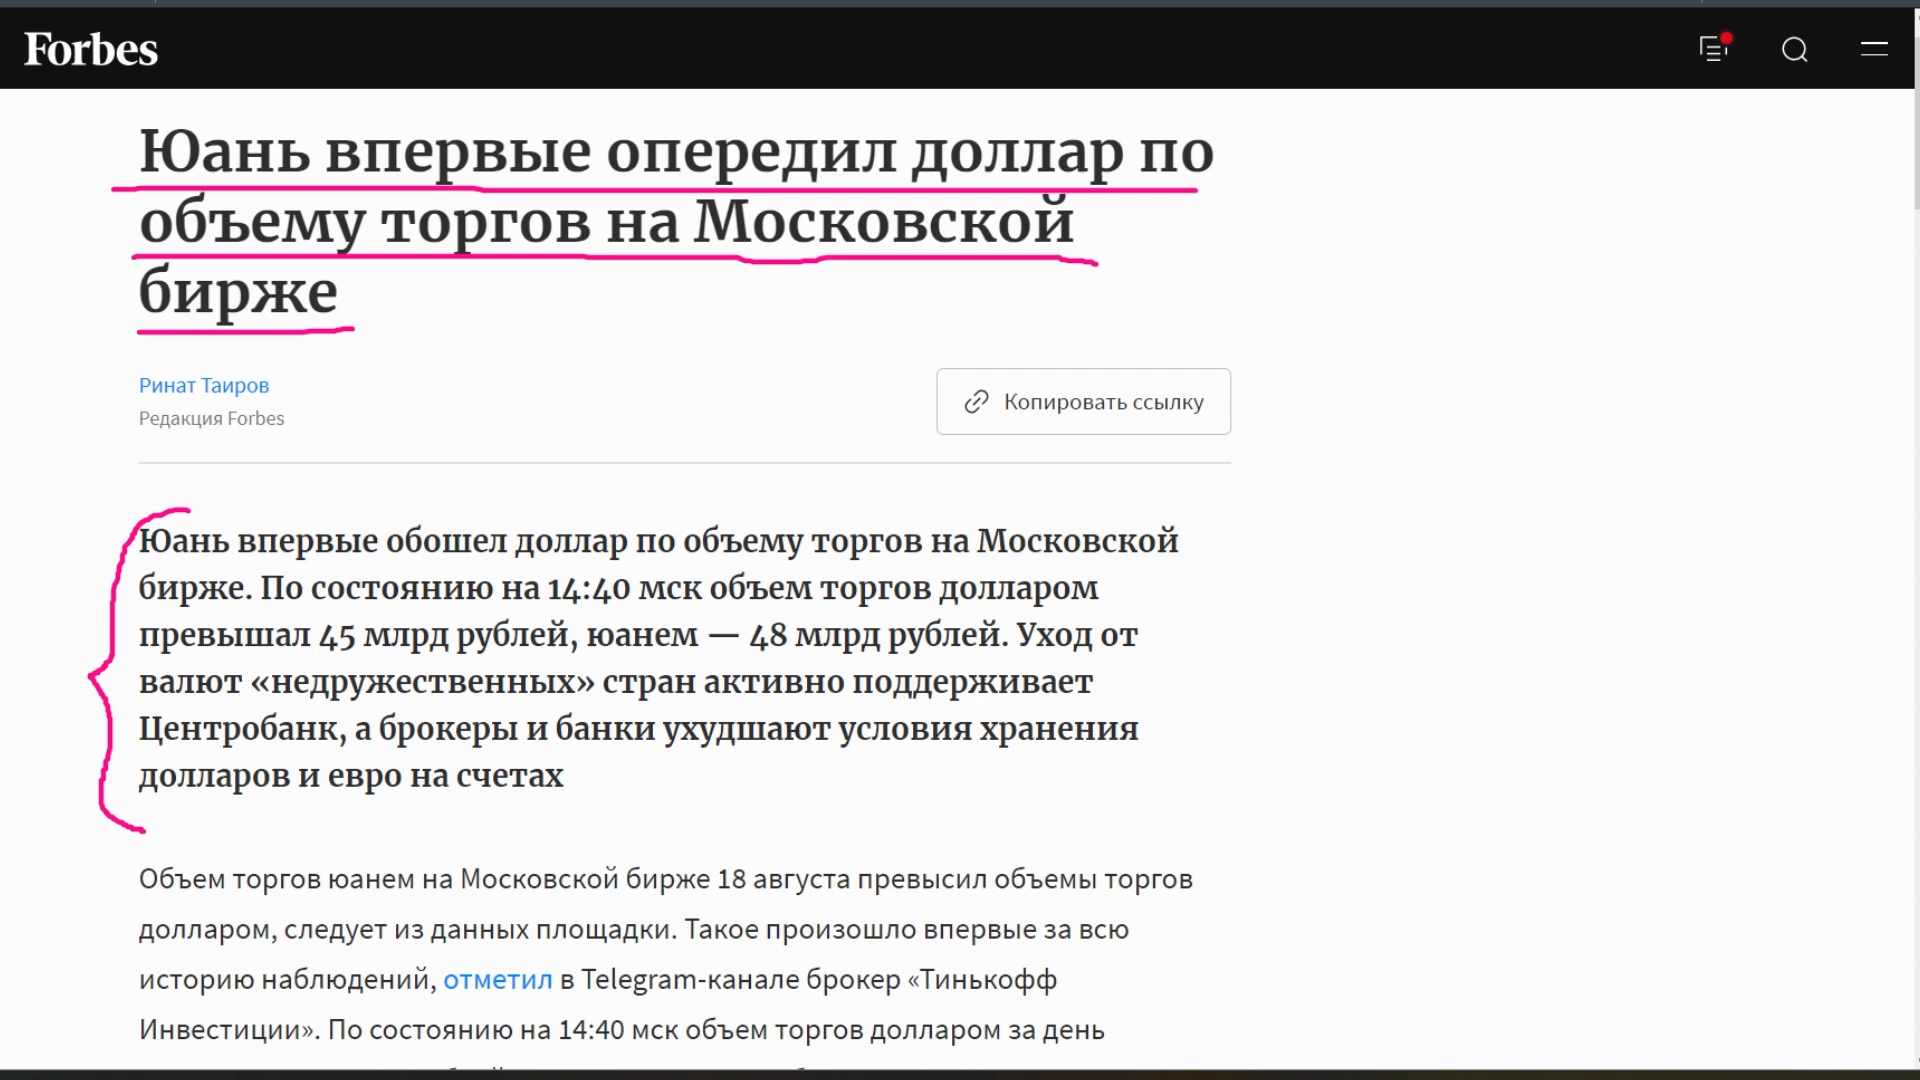 Forbes
Юань впервые опередил доллар по
объему торгов на Московской
бирже
Ринат Таиров
Редакция Forbes
Копировать ссылку
Юань впервые обошел доллар по объему торгов на Московской
бирже. По состоянию на 14:40 мск объем торгов долларом
превышал 45 млрд рублей, юанем — 48 млрд рублей. Уход от
валют «недружественных» стран активно поддерживает
Центробанк, а брокеры и банки ухудшают условия хранения
долларов и евро на счетах
Объем торгов юанем на Московской бирже 18 августа превысил объемы торгов
долларом, следует из данных площадки. Такое произошло впервые за всю
историю наблюдений, отметил в Telegram-канале брокер «Тинькофф
Инвестиции». По состоянию на 14:40 мск объем торгов долларом за день